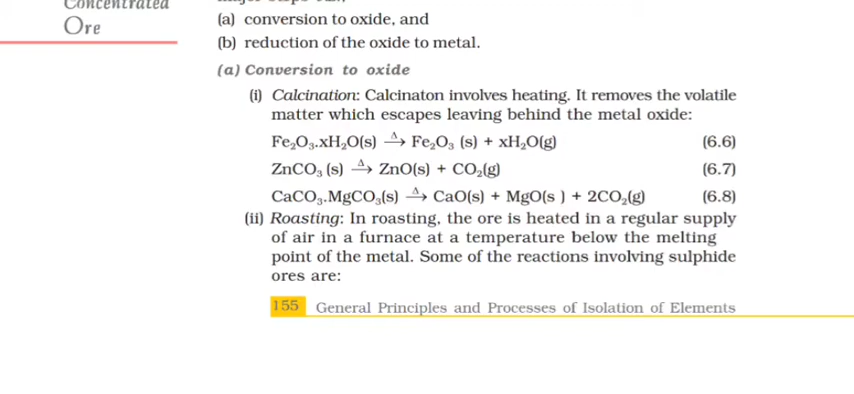 Concentrated
Ore
(a) conversion to oxide, and
(b) reduction of the oxide to metal.
(a) Conversion to oxide
(i) Calcination: Calcinaton involves heating. It removes the volatile
matter which escapes leaving behind the metal oxide:
Fe₂O₃.xH₂O(s) →^Δ Fe₂O₃ (s) + xH₂O(g) (6.6)
ZnCO₃ (s) →^Δ ZnO(s) + CO₂(g) (6.7)
CaCO₃.MgCO₃(s) →^Δ CaO(s) + MgO(s ) + 2CO₂(g) (6.8)
(ii) Roasting: In roasting, the ore is heated in a regular supply
of air in a furnace at a temperature below the melting
point of the metal. Some of the reactions involving sulphide
ores are:
155 General Principles and Processes of Isolation of Elements